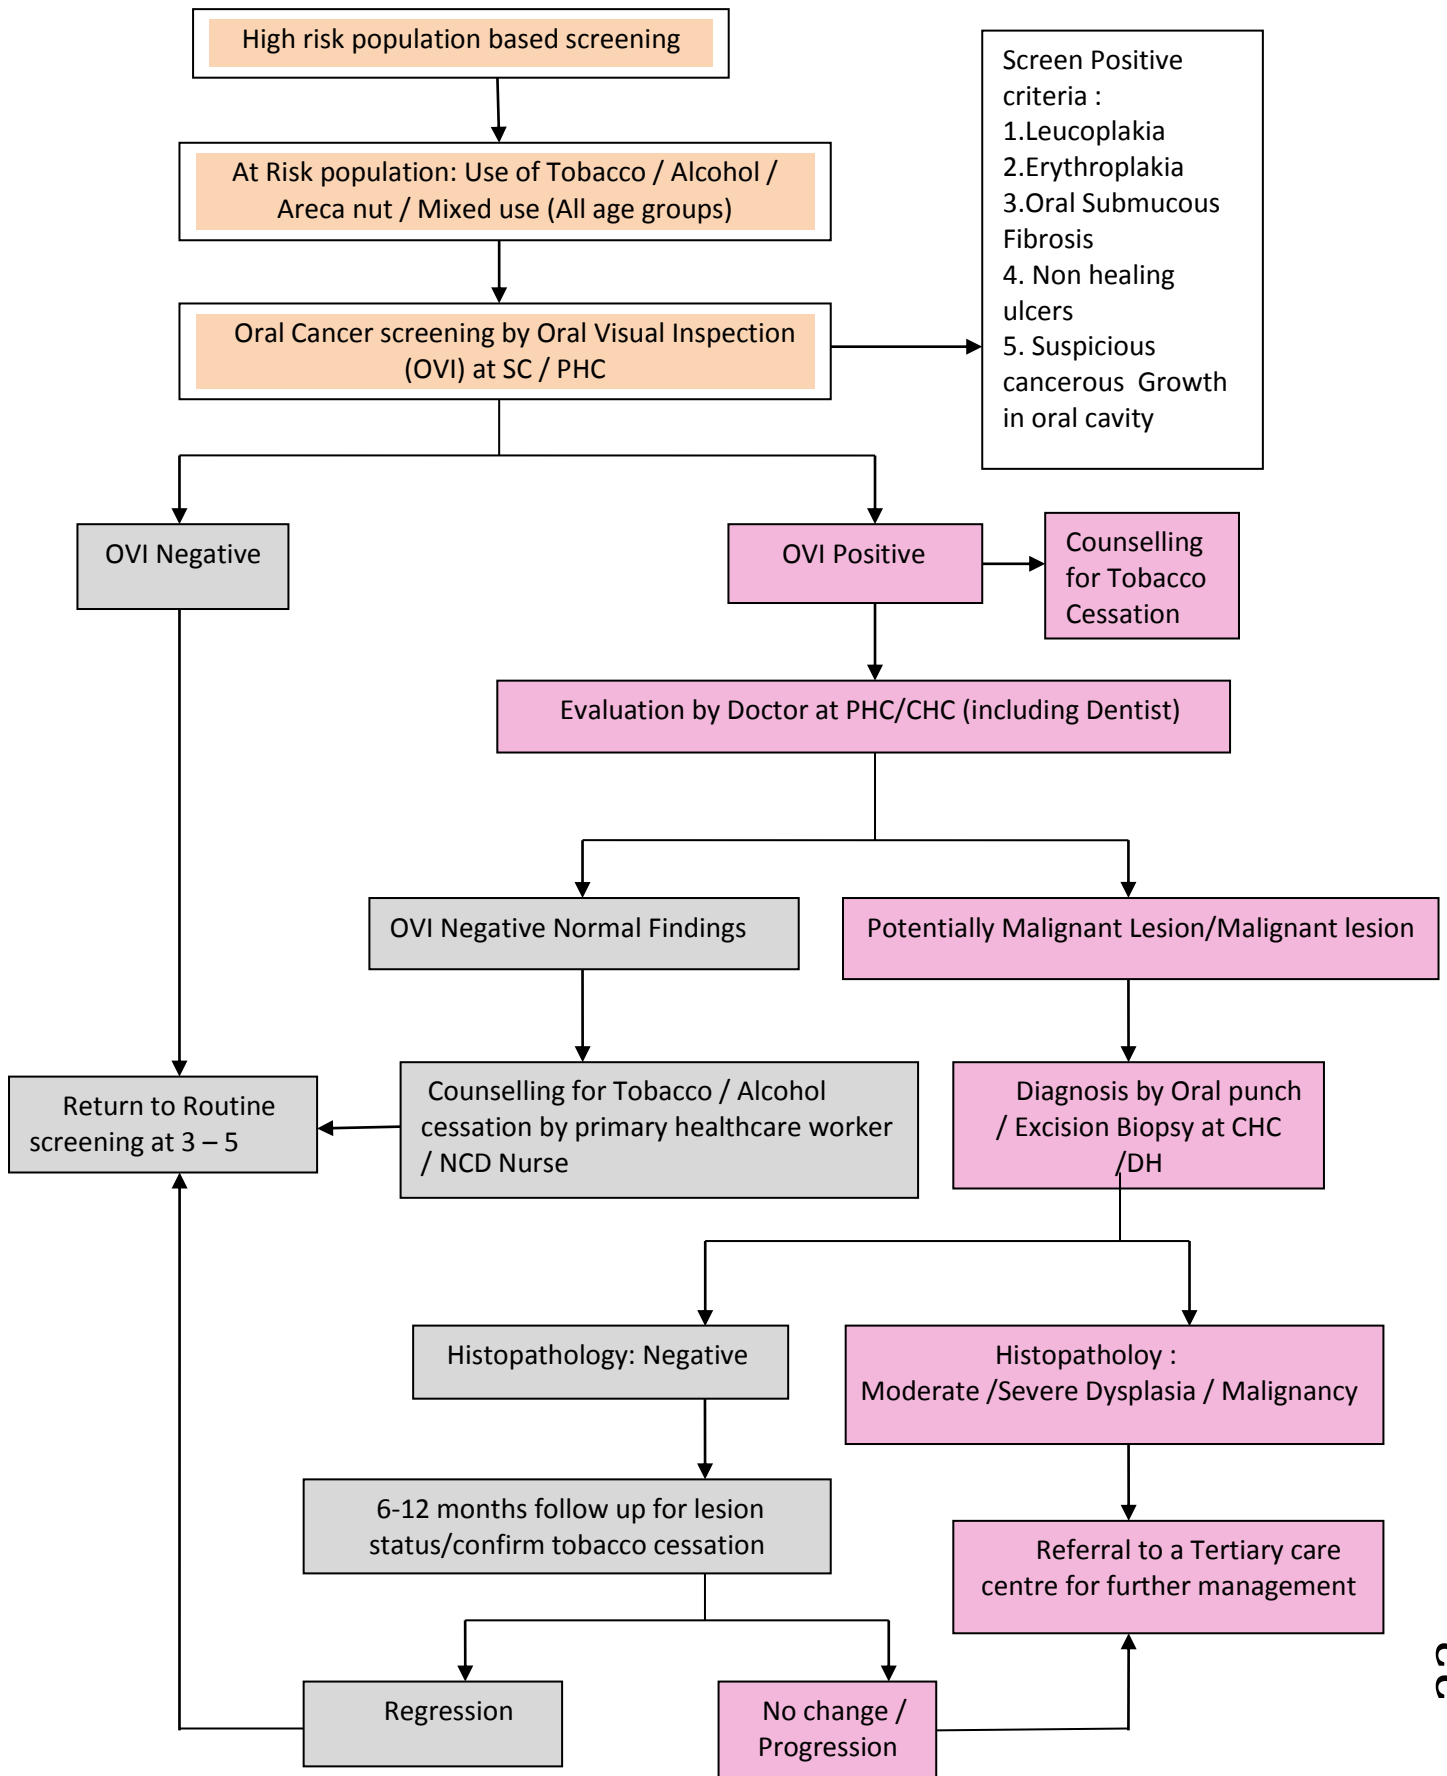 High risk population based screening
At Risk population: Use of Tobacco / Alcohol /
Areca nut / Mixed use (All age groups)
Oral Cancer screening by Oral Visual Inspection
(OVI) at SC / PHC
Screen Positive
criteria :
1.Leucoplakia
2.Erythroplakia
3.Oral Submucous
Fibrosis
4. Non healing
ulcers
5. Suspicious
cancerous Growth
in oral cavity
OVI Negative
OVI Positive
Counselling
for Tobacco
Cessation
Evaluation by Doctor at PHC/CHC (including Dentist)
OVI Negative Normal Findings
Potentially Malignant Lesion/Malignant lesion
Return to Routine
screening at 3 – 5
Counselling for Tobacco / Alcohol
cessation by primary healthcare worker
/ NCD Nurse
Diagnosis by Oral punch
/ Excision Biopsy at CHC
/DH
Histopathology: Negative
Histopatholoy :
Moderate /Severe Dysplasia / Malignancy
6-12 months follow up for lesion
status/confirm tobacco cessation
Referral to a Tertiary care
centre for further management
Regression
No change /
Progression